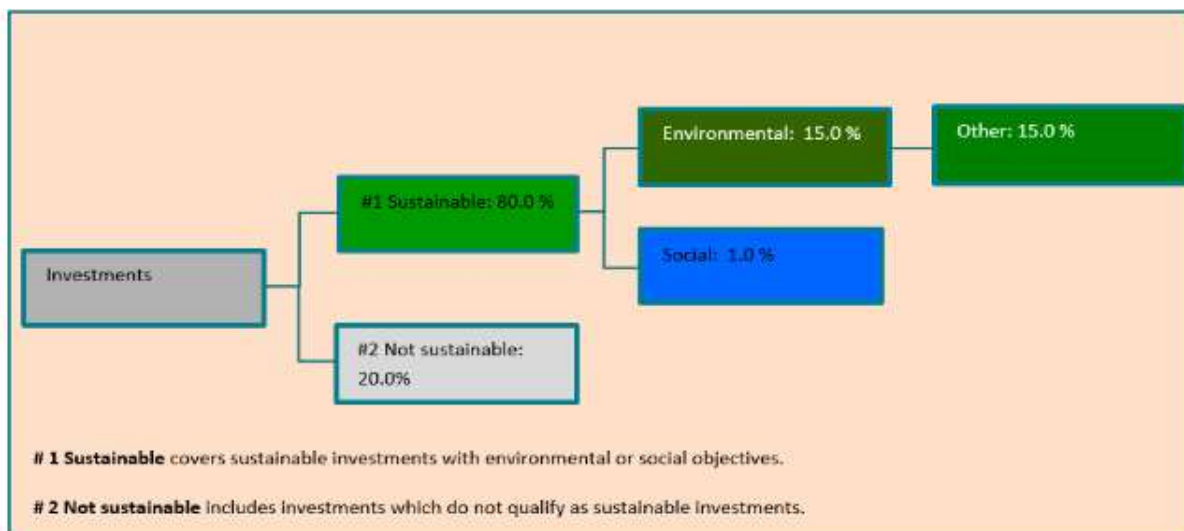 Environmental: 15.0 %
Other: 15.0 %
#1 Sustainable: 80.0 %
Social: 1.0 %
Investments
#2 Not sustainable:
20.0%
# 1 Sustainable covers sustainable investments with environmental or social objectives.
# 2 Not sustainable includes investments which do not qualify as sustainable investments.